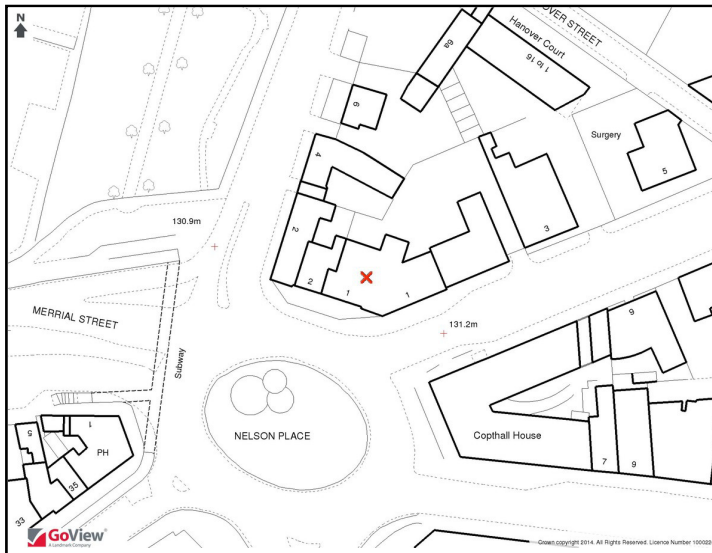 N
OVER STREET
Hanover Court
1 to 16
6a
6
Surgery
5
4
3
2
2
1
1
130.9m
131.2m
MERRIAL STREET
Subway
NELSON PLACE
Copthall House
9
7
9
5
1
PH
35
33
GoView
A Landmark Company
Crown copyright 2014. All Rights Reserved. Licence Number 1000220